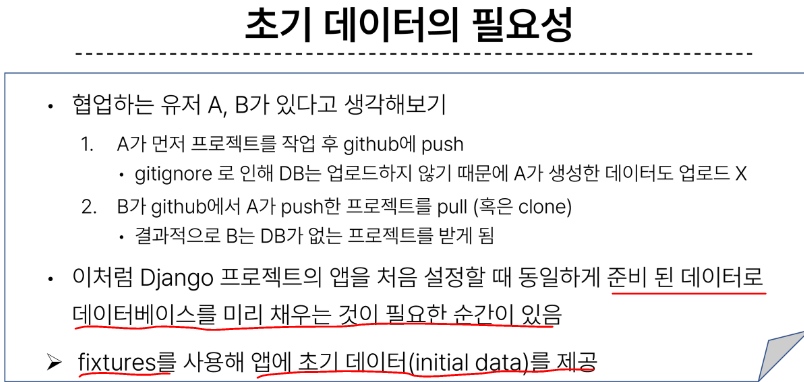 초기 데이터의 필요성
• 협업하는 유저 A, B가 있다고 생각해보기
1. A가 먼저 프로젝트를 작업 후 github에 push
• gitignore 로 인해 DB는 업로드하지 않기 때문에 A가 생성한 데이터도 업로드 X
2. B가 github에서 A가 push한 프로젝트를 pull (혹은 clone)
• 결과적으로 B는 DB가 없는 프로젝트를 받게 됨
• 이처럼 Django 프로젝트의 앱을 처음 설정할 때 동일하게 준비 된 데이터로
데이터베이스를 미리 채우는 것이 필요한 순간이 있음
➢ fixtures를 사용해 앱에 초기 데이터(initial data)를 제공